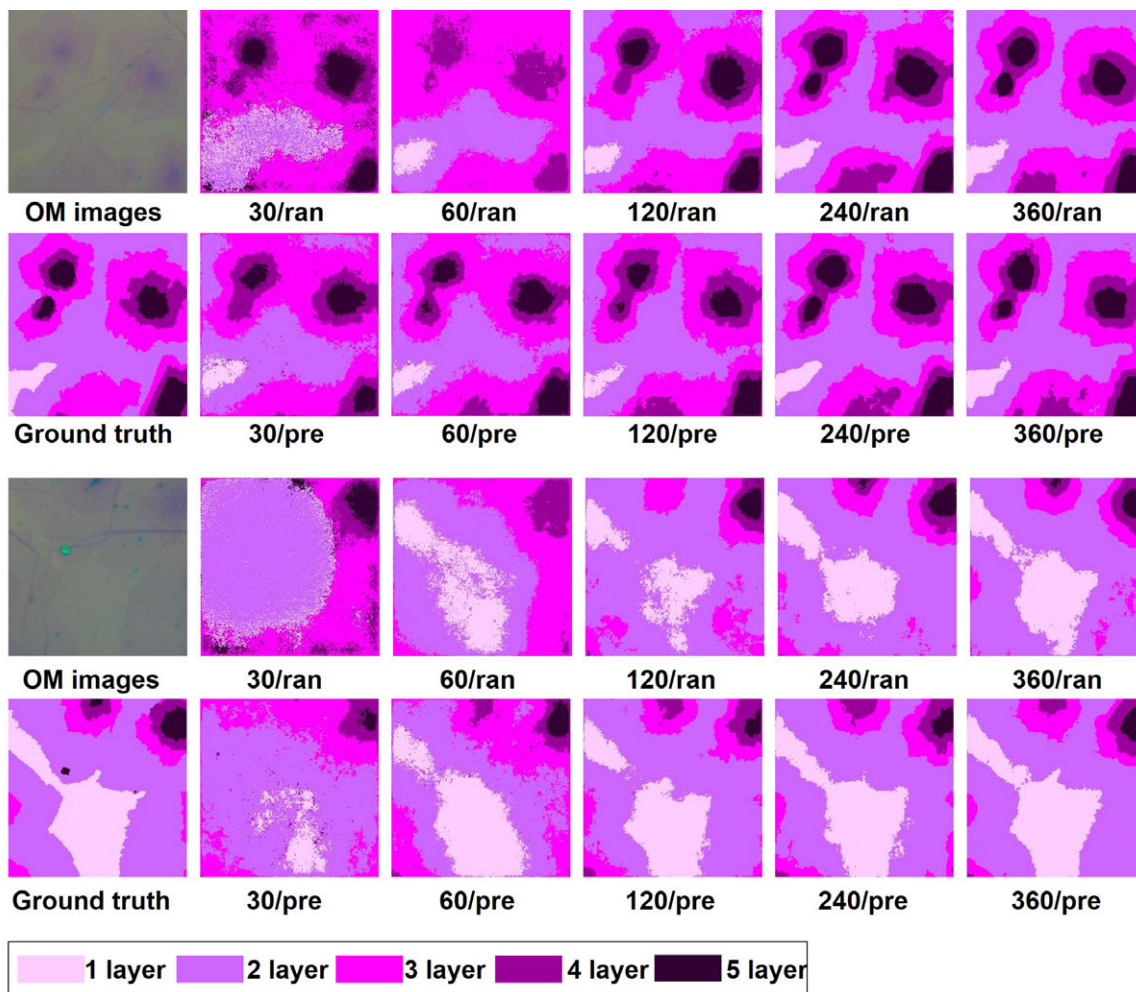 OM images 30/ran 60/ran 120/ran 240/ran 360/ran
Ground truth 30/pre 60/pre 120/pre 240/pre 360/pre
OM images 30/ran 60/ran 120/ran 240/ran 360/ran
Ground truth 30/pre 60/pre 120/pre 240/pre 360/pre
1 layer 2 layer 3 layer 4 layer 5 layer